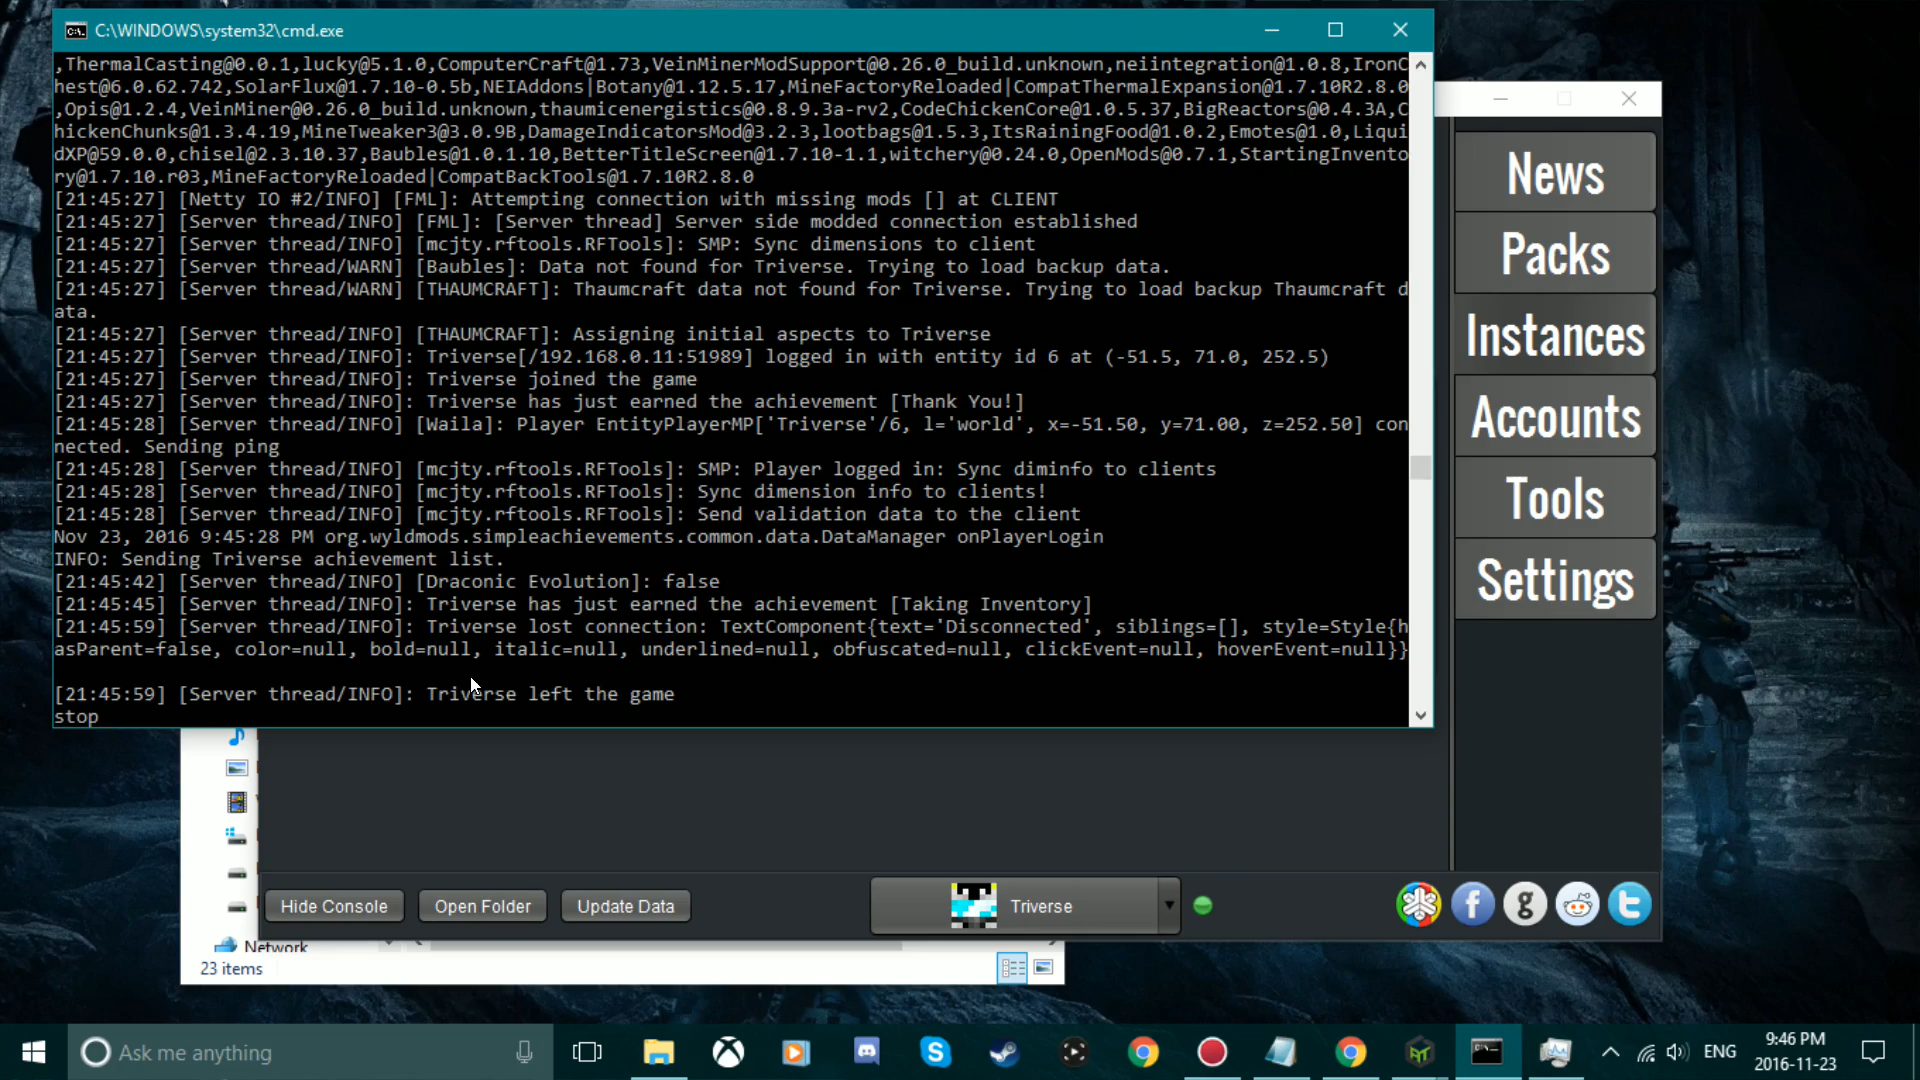 C:\WINDOWS\system32\cmd.exe
,ThermalCasting@0.0.1,lucky@5.1.0,ComputerCraft@1.73,VeinMinerModSupport@0.26.0_build.unknown,neiintegration@1.0.8,IronC
hest@6.0.62.742,SolarFlux@1.7.10-0.5b,NEIAddons|Botany@1.12.5.17,MineFactoryReloaded|CompatThermalExpansion@1.7.10R2.8.0
,Opis@1.2.4,VeinMiner@0.26.0_build.unknown,thaumicenergistics@0.8.9.3a-rv2,CodeChickenCore@1.0.5.37,BigReactors@0.4.3A,C
hickenChunks@1.3.4.19,MineTweaker3@3.0.9B,DamageIndicatorsMod@3.2.3,lootbags@1.5.3,ItsRainingFood@1.0.2,Emotes@1.0,Liqui
dXP@59.0.0,chisel@2.3.10.37,Baubles@1.0.1.10,BetterTitleScreen@1.7.10-1.1,witchery@0.24.0,OpenMods@0.7.1,StartingInvento
ry@1.7.10.r03,MineFactoryReloaded|CompatBackTools@1.7.10R2.8.0
[21:45:27] [Netty IO #2/INFO] [FML]: Attempting connection with missing mods [] at CLIENT
[21:45:27] [Server thread/INFO] [FML]: [Server thread] Server side modded connection established
[21:45:27] [Server thread/INFO] [mcjty.rftools.RFTools]: SMP: Sync dimensions to client
[21:45:27] [Server thread/WARN] [Baubles]: Data not found for Triverse. Trying to load backup data.
[21:45:27] [Server thread/WARN] [THAUMCRAFT]: Thaumcraft data not found for Triverse. Trying to load backup Thaumcraft d
ata.
[21:45:27] [Server thread/INFO] [THAUMCRAFT]: Assigning initial aspects to Triverse
[21:45:27] [Server thread/INFO]: Triverse[/192.168.0.11:51989] logged in with entity id 6 at (-51.5, 71.0, 252.5)
[21:45:27] [Server thread/INFO]: Triverse joined the game
[21:45:27] [Server thread/INFO]: Triverse has just earned the achievement [Thank You!]
[21:45:28] [Server thread/INFO] [Waila]: Player EntityPlayerMP['Triverse'/6, l='world', x=-51.50, y=71.00, z=252.50] con
nected. Sending ping
[21:45:28] [Server thread/INFO] [mcjty.rftools.RFTools]: SMP: Player logged in: Sync diminfo to clients
[21:45:28] [Server thread/INFO] [mcjty.rftools.RFTools]: Sync dimension info to clients!
[21:45:28] [Server thread/INFO] [mcjty.rftools.RFTools]: Send validation data to the client
Nov 23, 2016 9:45:28 PM org.wyldmods.simpleachievements.common.data.DataManager onPlayerLogin
INFO: Sending Triverse achievement list.
[21:45:42] [Server thread/INFO] [Draconic Evolution]: false
[21:45:45] [Server thread/INFO]: Triverse has just earned the achievement [Taking Inventory]
[21:45:59] [Server thread/INFO]: Triverse lost connection: TextComponent{text='Disconnected', siblings=[], style=Style{h
asParent=false, color=null, bold=null, italic=null, underlined=null, obfuscated=null, clickEvent=null, hoverEvent=null}}
[21:45:59] [Server thread/INFO]: Triverse left the game
stop
News
Packs
Instances
Accounts
Tools
Settings
Hide Console
Open Folder
Update Data
Triverse
Network
23 items
Ask me anything
ENG
9:46 PM
2016-11-23